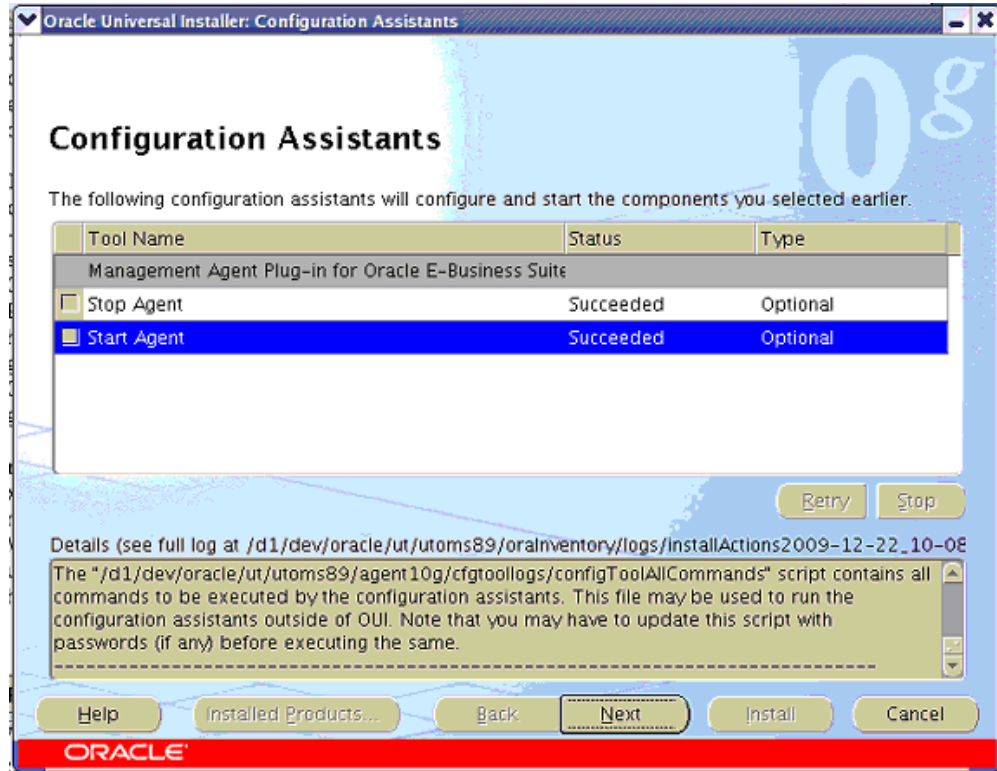 Oracle Universal Installer: Configuration Assistants
0g
Configuration Assistants
The following configuration assistants will configure and start the components you selected earlier.
Tool Name Status Type
Management Agent Plug-in for Oracle E-Business Suite
Stop Agent Succeeded Optional
Start Agent Succeeded Optional
Retry Stop
Details (see full log at /d1/dev/oracle/ut/utoms89/oraInventory/logs/installActions2009-12-22_10-08
The "/d1/dev/oracle/ut/utoms89/agent10g/cfgtoollogs/configToolAllCommands" script contains all
commands to be executed by the configuration assistants. This file may be used to run the
configuration assistants outside of OUI. Note that you may have to update this script with
passwords (if any) before executing the same.
--------------------------------------------------------------------------------
Help Installed Products... Back Next Install Cancel
ORACLE